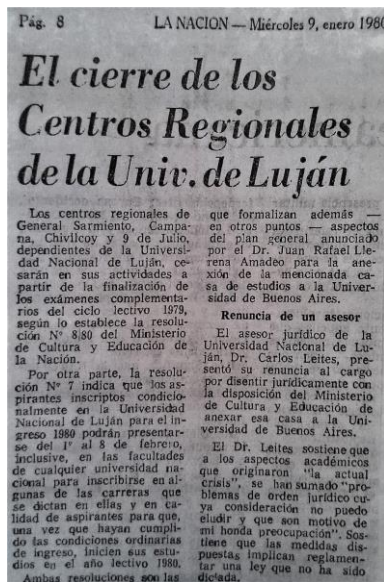 Pág. 8
LA NACION — Miércoles 9, enero 1980
El cierre de los
Centros Regionales
de la Univ. de Luján
Los centros regionales de
General Sarmiento, Campa-
na, Chivilcoy y 9 de Julio,
dependientes de la Universi-
dad Nacional de Luján, ce-
sarán en sus actividades a
partir de la finalización de
los exámenes complementa-
rios del ciclo lectivo 1979,
según lo establece la resolu-
ción N° 8/80 del Ministerio
de Cultura y Educación de
la Nación.
Por otra parte, la resolu-
ción N° 7 indica que los as-
pirantes inscriptos condicio-
nalmente en la Universidad
Nacional de Luján para el in-
greso 1980 podrán presentar-
se del 1° al 8 de febrero,
inclusive, en las facultades
de cualquier universidad na-
cional para inscribirse en al-
gunas de las carreras que
se dictan en ellas y en ca-
lidad de aspirantes para que,
una vez que hayan cumpli-
do las condiciones ordinarias
de ingreso, inicien sus estu-
dios en el año lectivo 1980.
Ambas resoluciones son las
que formalizan además —
en otros puntos — aspectos
del plan general anunciado
por el Dr. Juan Rafael Lle-
rena Amadeo para la ane-
xión de la mencionada ca-
sa de estudios a la Univer-
sidad de Buenos Aires.
Renuncia de un asesor
El asesor jurídico de la
Universidad Nacional de Lu-
ján, Dr. Carlos Leites, pre-
sentó su renuncia al cargo
por disentir jurídicamente con
la disposición del Ministerio
de Cultura y Educación de
anexar esa casa a la Uni-
versidad de Buenos Aires.
El Dr. Leites sostiene que
a los aspectos académicos
que originaron "la actual
crisis", se han sumado "pro-
blemas de orden jurídico cu-
ya consideración no puedo
eludir y que son motivo de
mi honda preocupación". Sos-
tiene que las medidas dis-
puestas implican reglamen-
tar una ley que no ha sido
dictada.